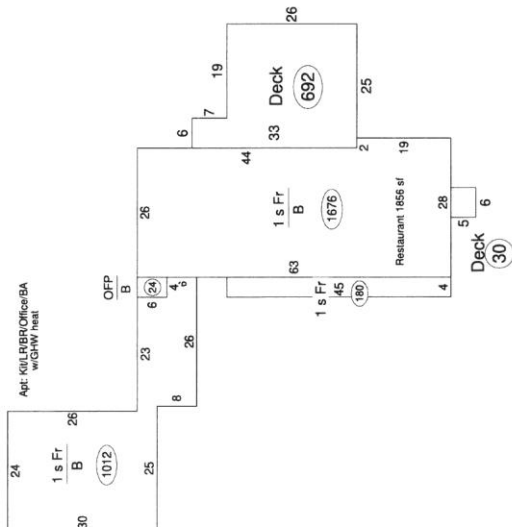 26
19
Deck
692
7
6
33
25
44
2
19
26
1 s Fr
B
1676
Restaurant 1856 sf
28
5
6
Deck
30
63
OFP
B
24
6
4
6
1 s Fr
45
180
4
Apt: Kit/LR/BR/Office/BA
w/GHW heat
23
26
8
24
26
1 s Fr
B
1012
25
30